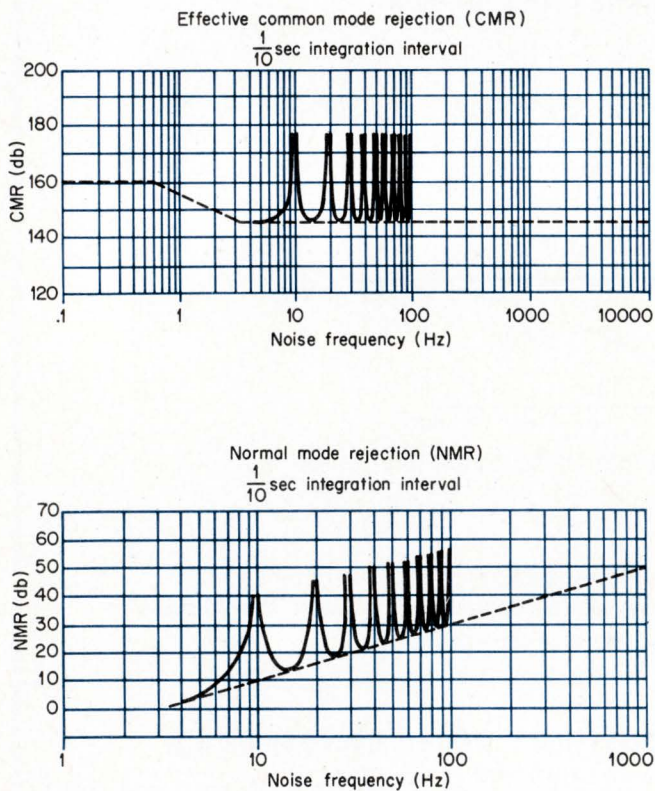 Effective common mode rejection (CMR)
1/10 sec integration interval
200
180
160
140
120
CMR (db)
.1
1
10
100
1000
10000
Noise frequency (Hz)
Normal mode rejection (NMR)
1/10 sec integration interval
70
60
50
40
30
20
10
0
NMR (db)
1
10
100
1000
Noise frequency (Hz)